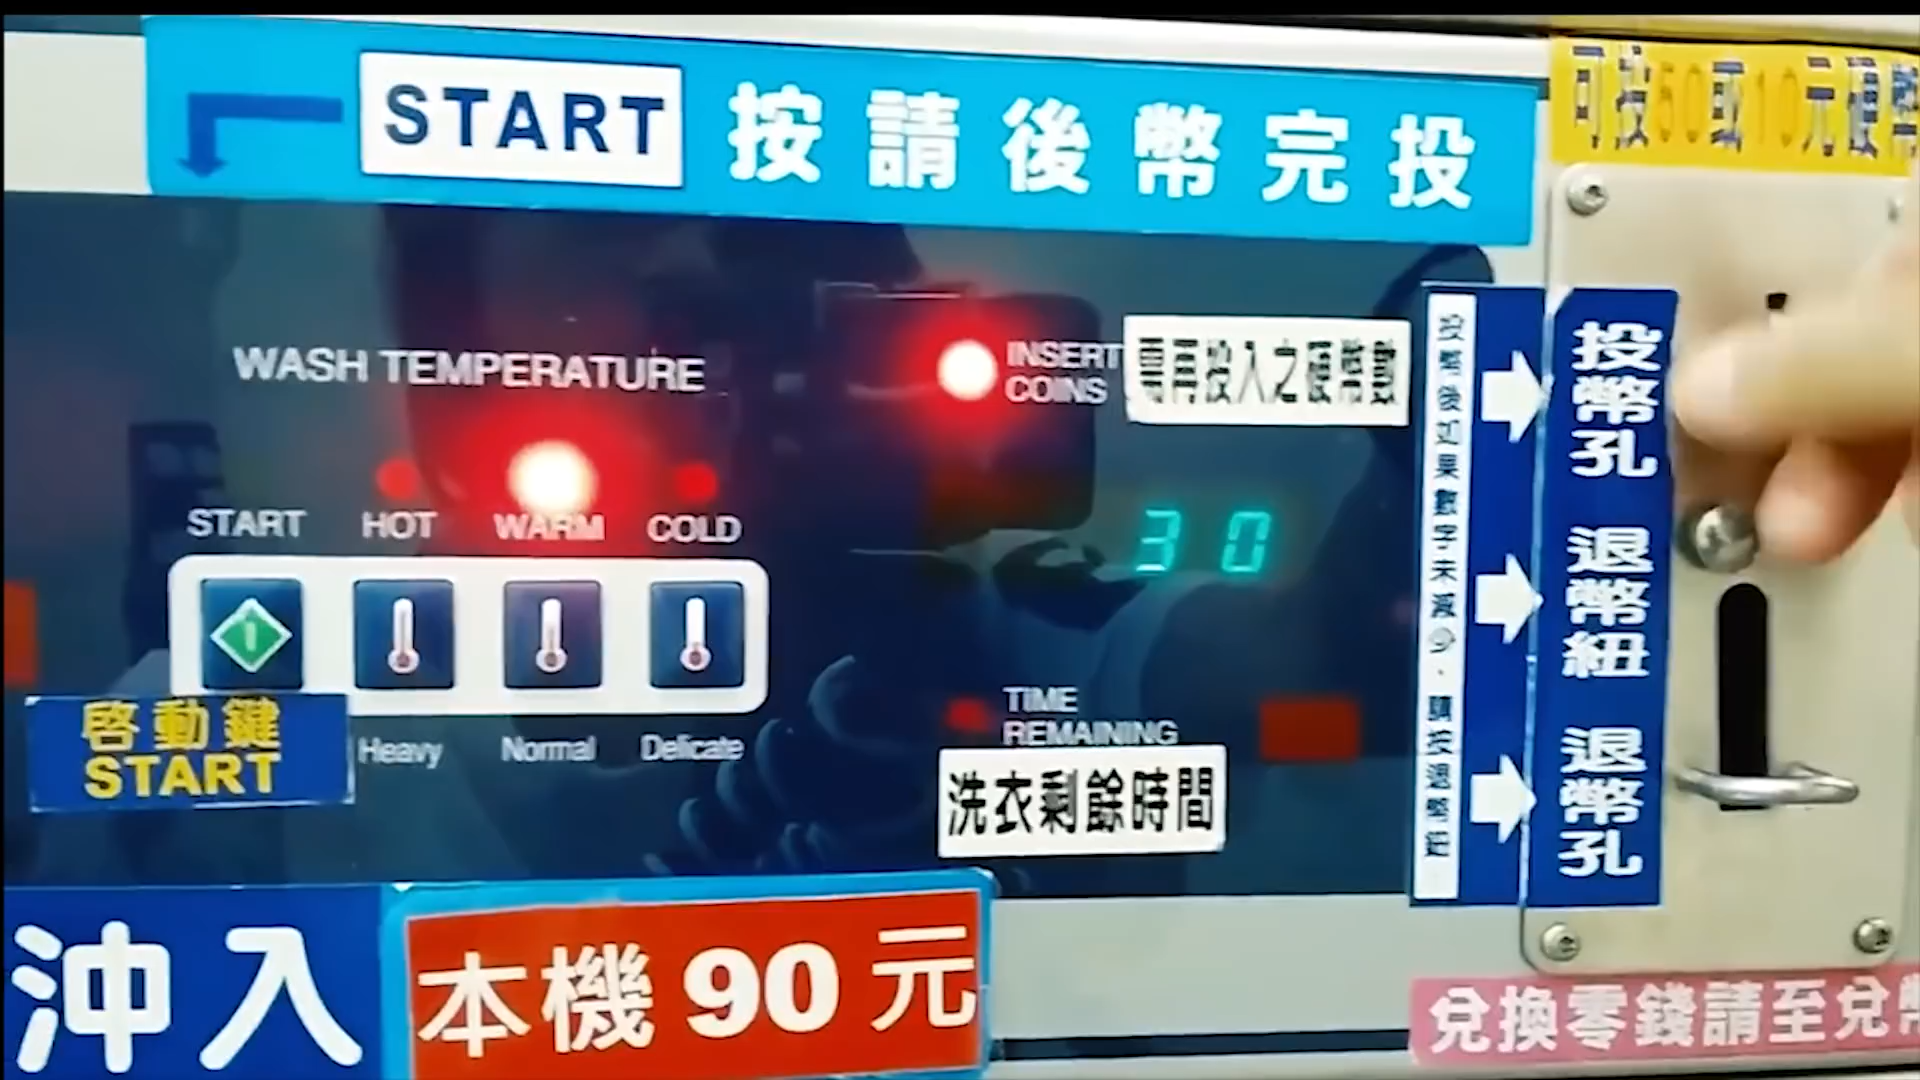 START 按請後幣完投
可投50或10元硬幣
WASH TEMPERATURE
INSERT COINS
需再投入之硬幣數
START HOT WARM COLD
30
Heavy Normal Delicate
啓動鍵
START
TIME REMAINING
洗衣剩餘時間
投幣後如果數字未減少，請按退幣鈕
投幣孔
退幣紐
退幣孔
沖入
本機90元
兌換零錢請至兌幣